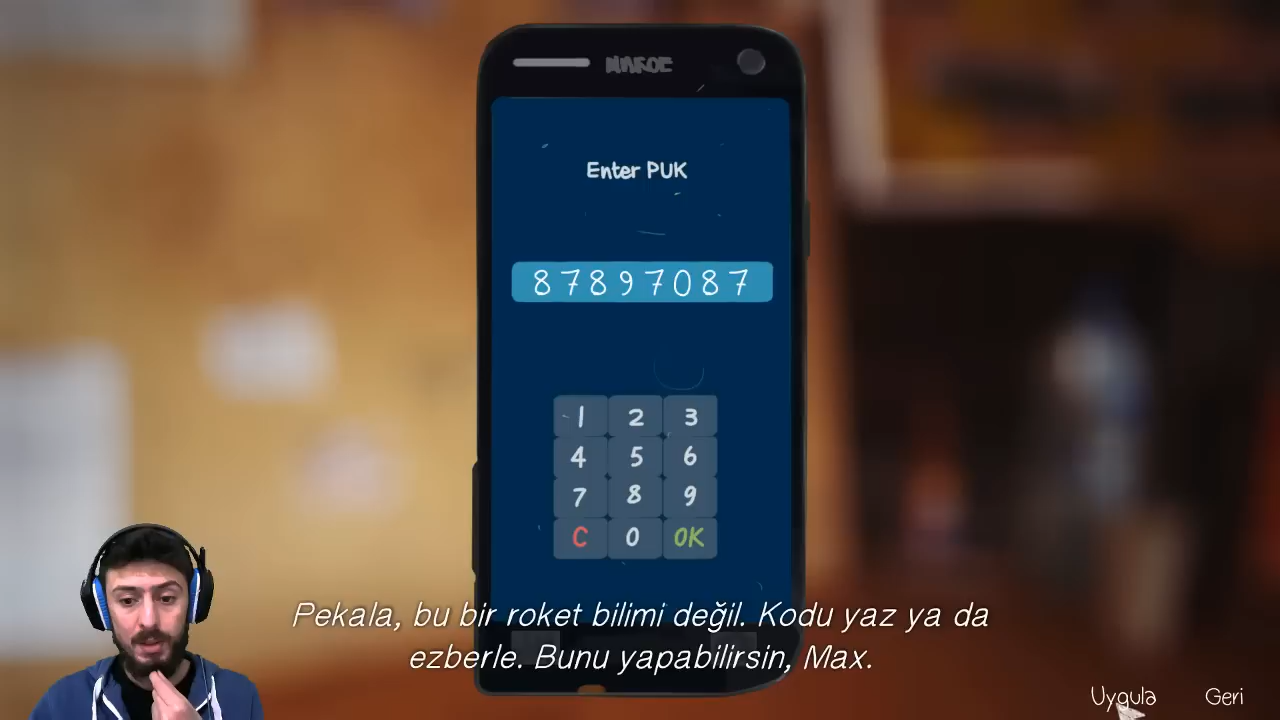 Enter PUK
87897087
1 2 3
4 5 6
7 8 9
C 0 OK
Pekala, bu bir roket bilimi değil. Kodu yaz ya da
ezberle. Bunu yapabilirsin, Max.
Uygula Geri